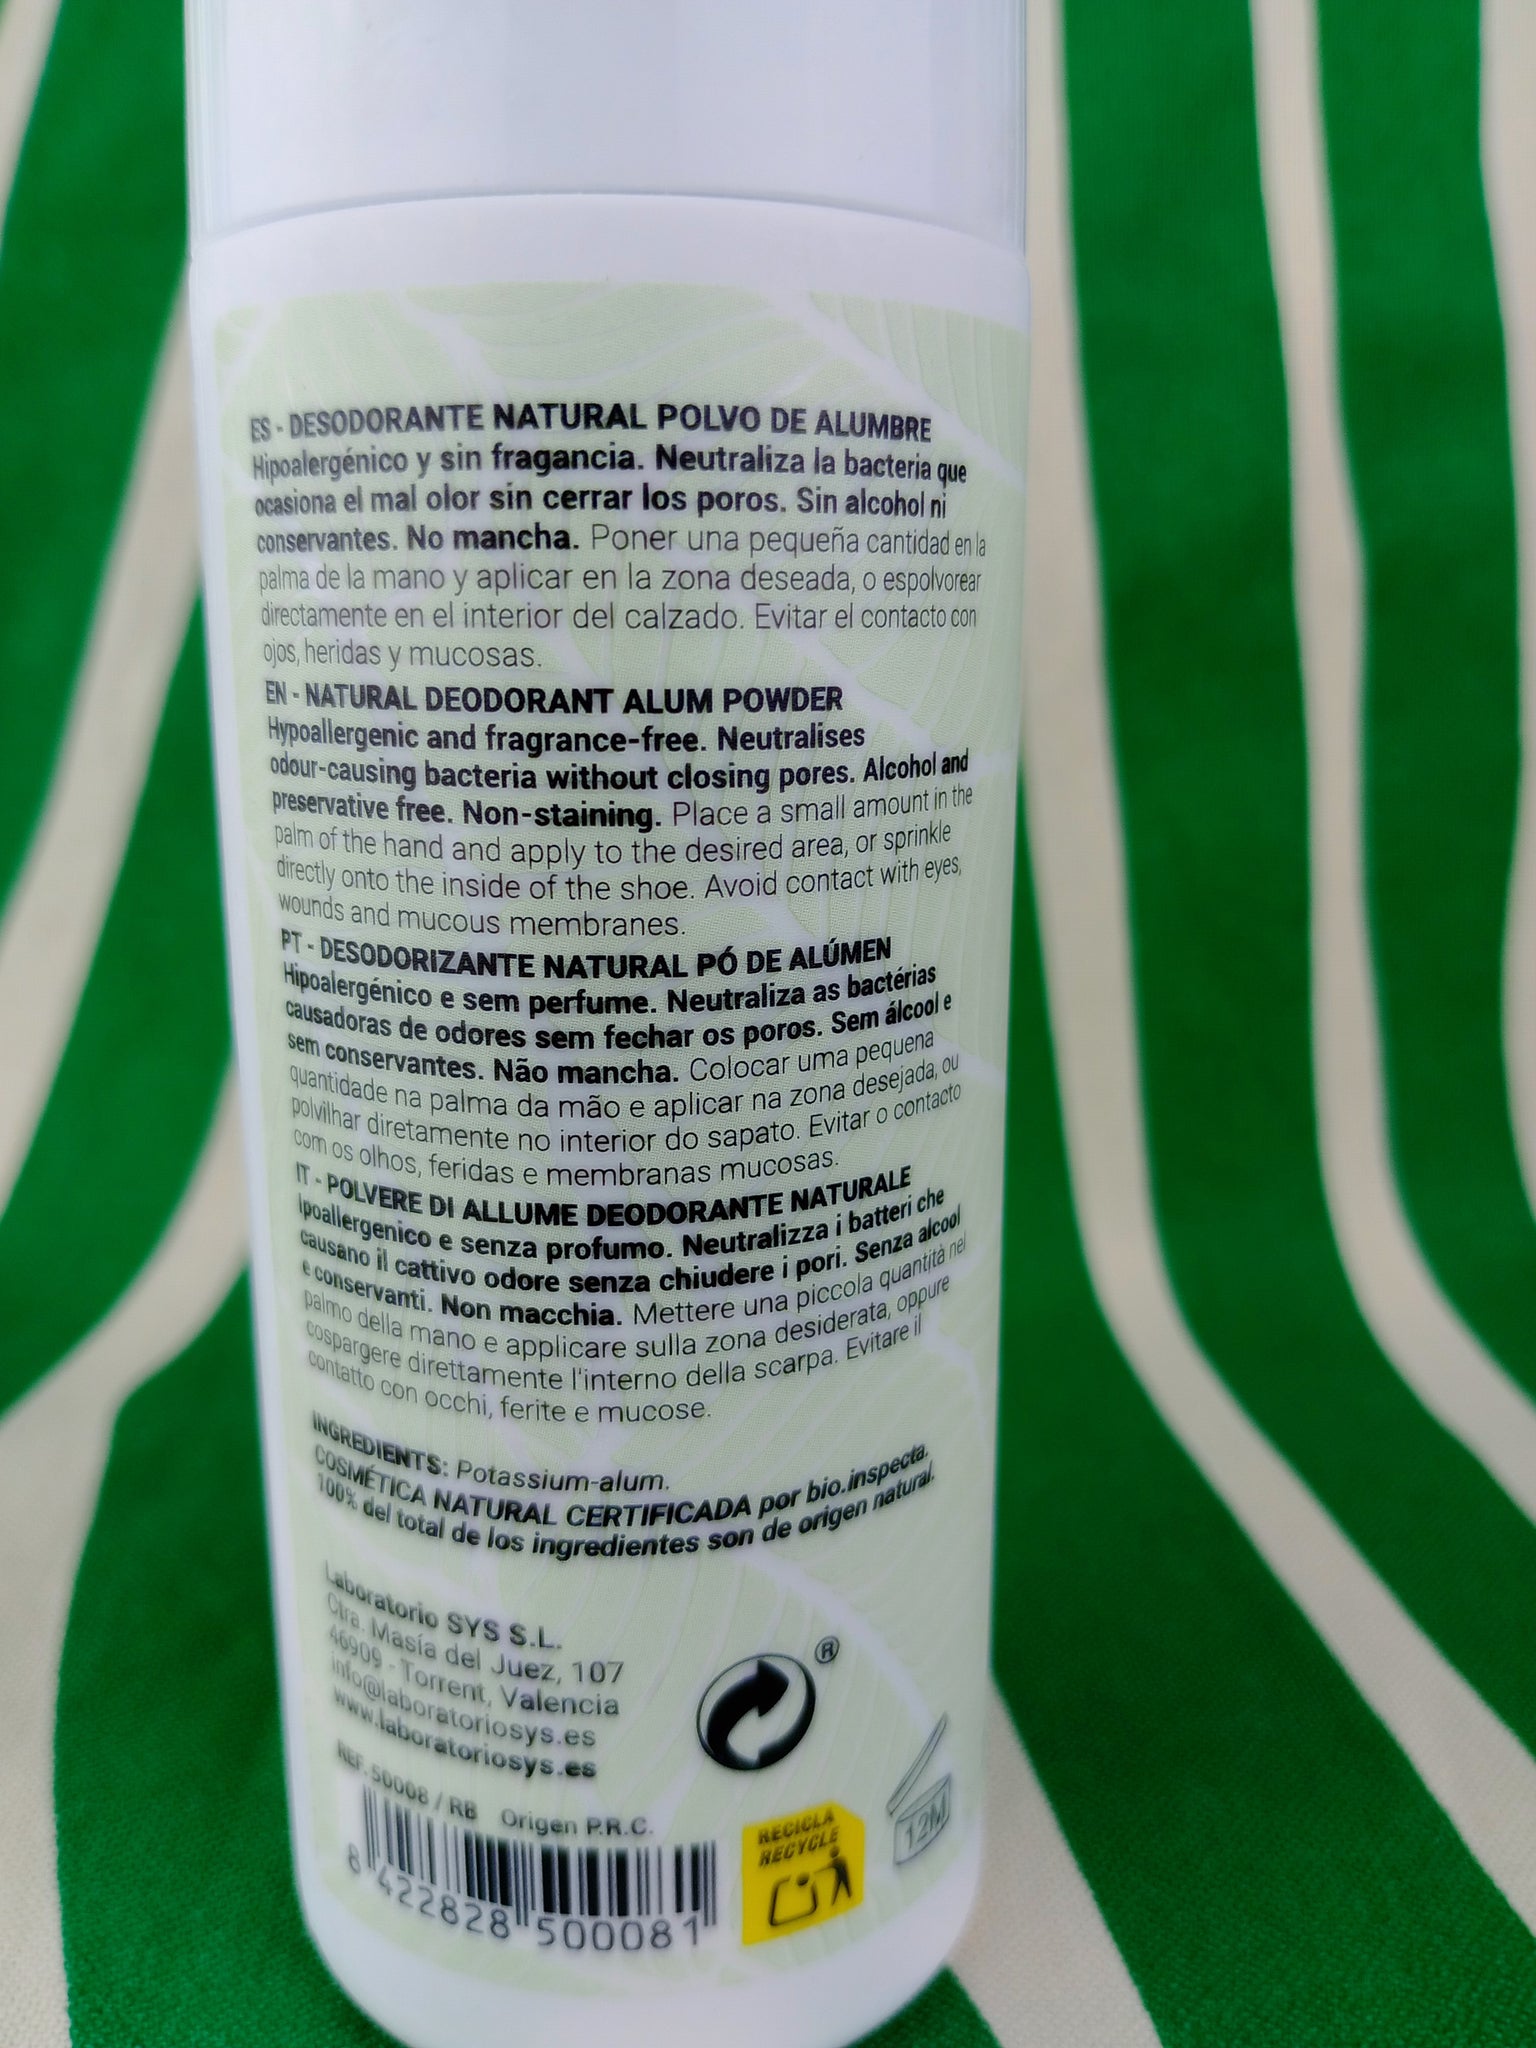 ES - DESODORANTE NATURAL POLVO DE ALUMBRE
Hipoalergénico y sin fragancia. Neutraliza la bacteria que
ocasiona el mal olor sin cerrar los poros. Sin alcohol ni
conservantes. No mancha. Poner una pequeña cantidad en la
palma de la mano y aplicar en la zona deseada, o espolvorear
directamente en el interior del calzado. Evitar el contacto con
ojos, heridas y mucosas.
EN - NATURAL DEODORANT ALUM POWDER
Hypoallergenic and fragrance-free. Neutralises
odour-causing bacteria without closing pores. Alcohol and
preservative free. Non-staining. Place a small amount in the
palm of the hand and apply to the desired area, or sprinkle
directly onto the inside of the shoe. Avoid contact with eyes,
wounds and mucous membranes.
PT - DESODORIZANTE NATURAL PÓ DE ALÚMEN
Hipoalergénico e sem perfume. Neutraliza as bactérias
causadoras de odores sem fechar os poros. Sem álcool e
sem conservantes. Não mancha. Colocar uma pequena
quantidade na palma da mão e aplicar na zona desejada, ou
polvilhar diretamente no interior do sapato. Evitar o contacto
com os olhos, feridas e membranas mucosas.
IT - POLVERE DI ALLUME DEODORANTE NATURALE
Ipoallergenico e senza profumo. Neutralizza i batteri che
causano il cattivo odore senza chiudere i pori. Senza alcool
e conservanti. Non macchia. Mettere una piccola quantità nel
palmo della mano e applicare sulla zona desiderata, oppure
cospargere direttamente l'interno della scarpa. Evitare il
contatto con occhi, ferite e mucose.
INGREDIENTS: Potassium-alum.
COSMÉTICA NATURAL CERTIFICADA por bio.inspecta.
100% del total de los ingredientes son de origen natural.
Laboratorio SYS S.L.
Ctra. Masía del Juez, 107
46909 - Torrent, Valencia
info@laboratoriosys.es
www.laboratoriosys.es
REF. 50008 / RB Origen P.R.C.
8 422828 500081
®
RECICLA
RECYCLE
12M